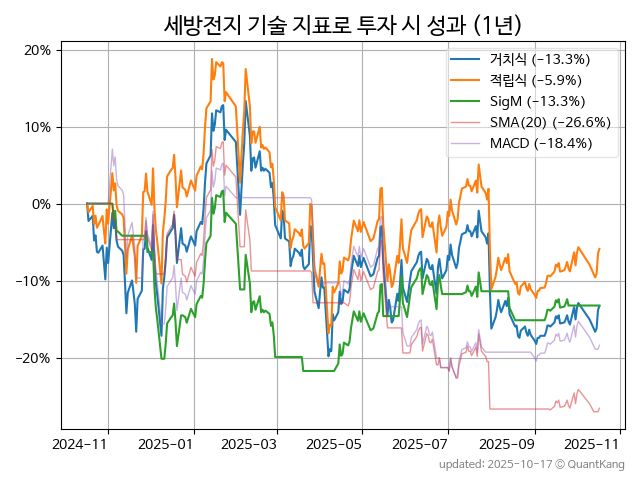 세방전지 기술 지표로 투자 시 성과 (1년)
거치식 (−13.3%)
적립식 (−5.9%)
SigM (−13.3%)
SMA(20) (−26.6%)
MACD (−18.4%)
20%
10%
0%
−10%
−20%
2024-11 2025-01 2025-03 2025-05 2025-07 2025-09 2025-11
updated: 2025-10-17 © QuantKang